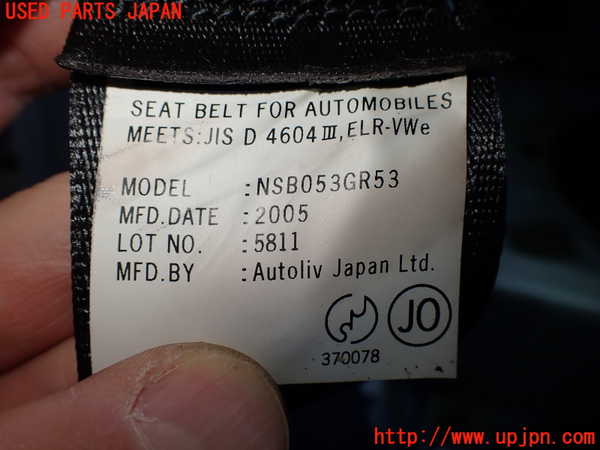 USED PARTS JAPAN
SEAT BELT FOR AUTOMOBILES
MEETS:JIS D 4604 III, ELR-VWe
MODEL :NSB053GR53
MFD.DATE :2005
LOT NO. :5811
MFD.BY :Autoliv Japan Ltd.
JO
370078
http://www.upjpn.com/